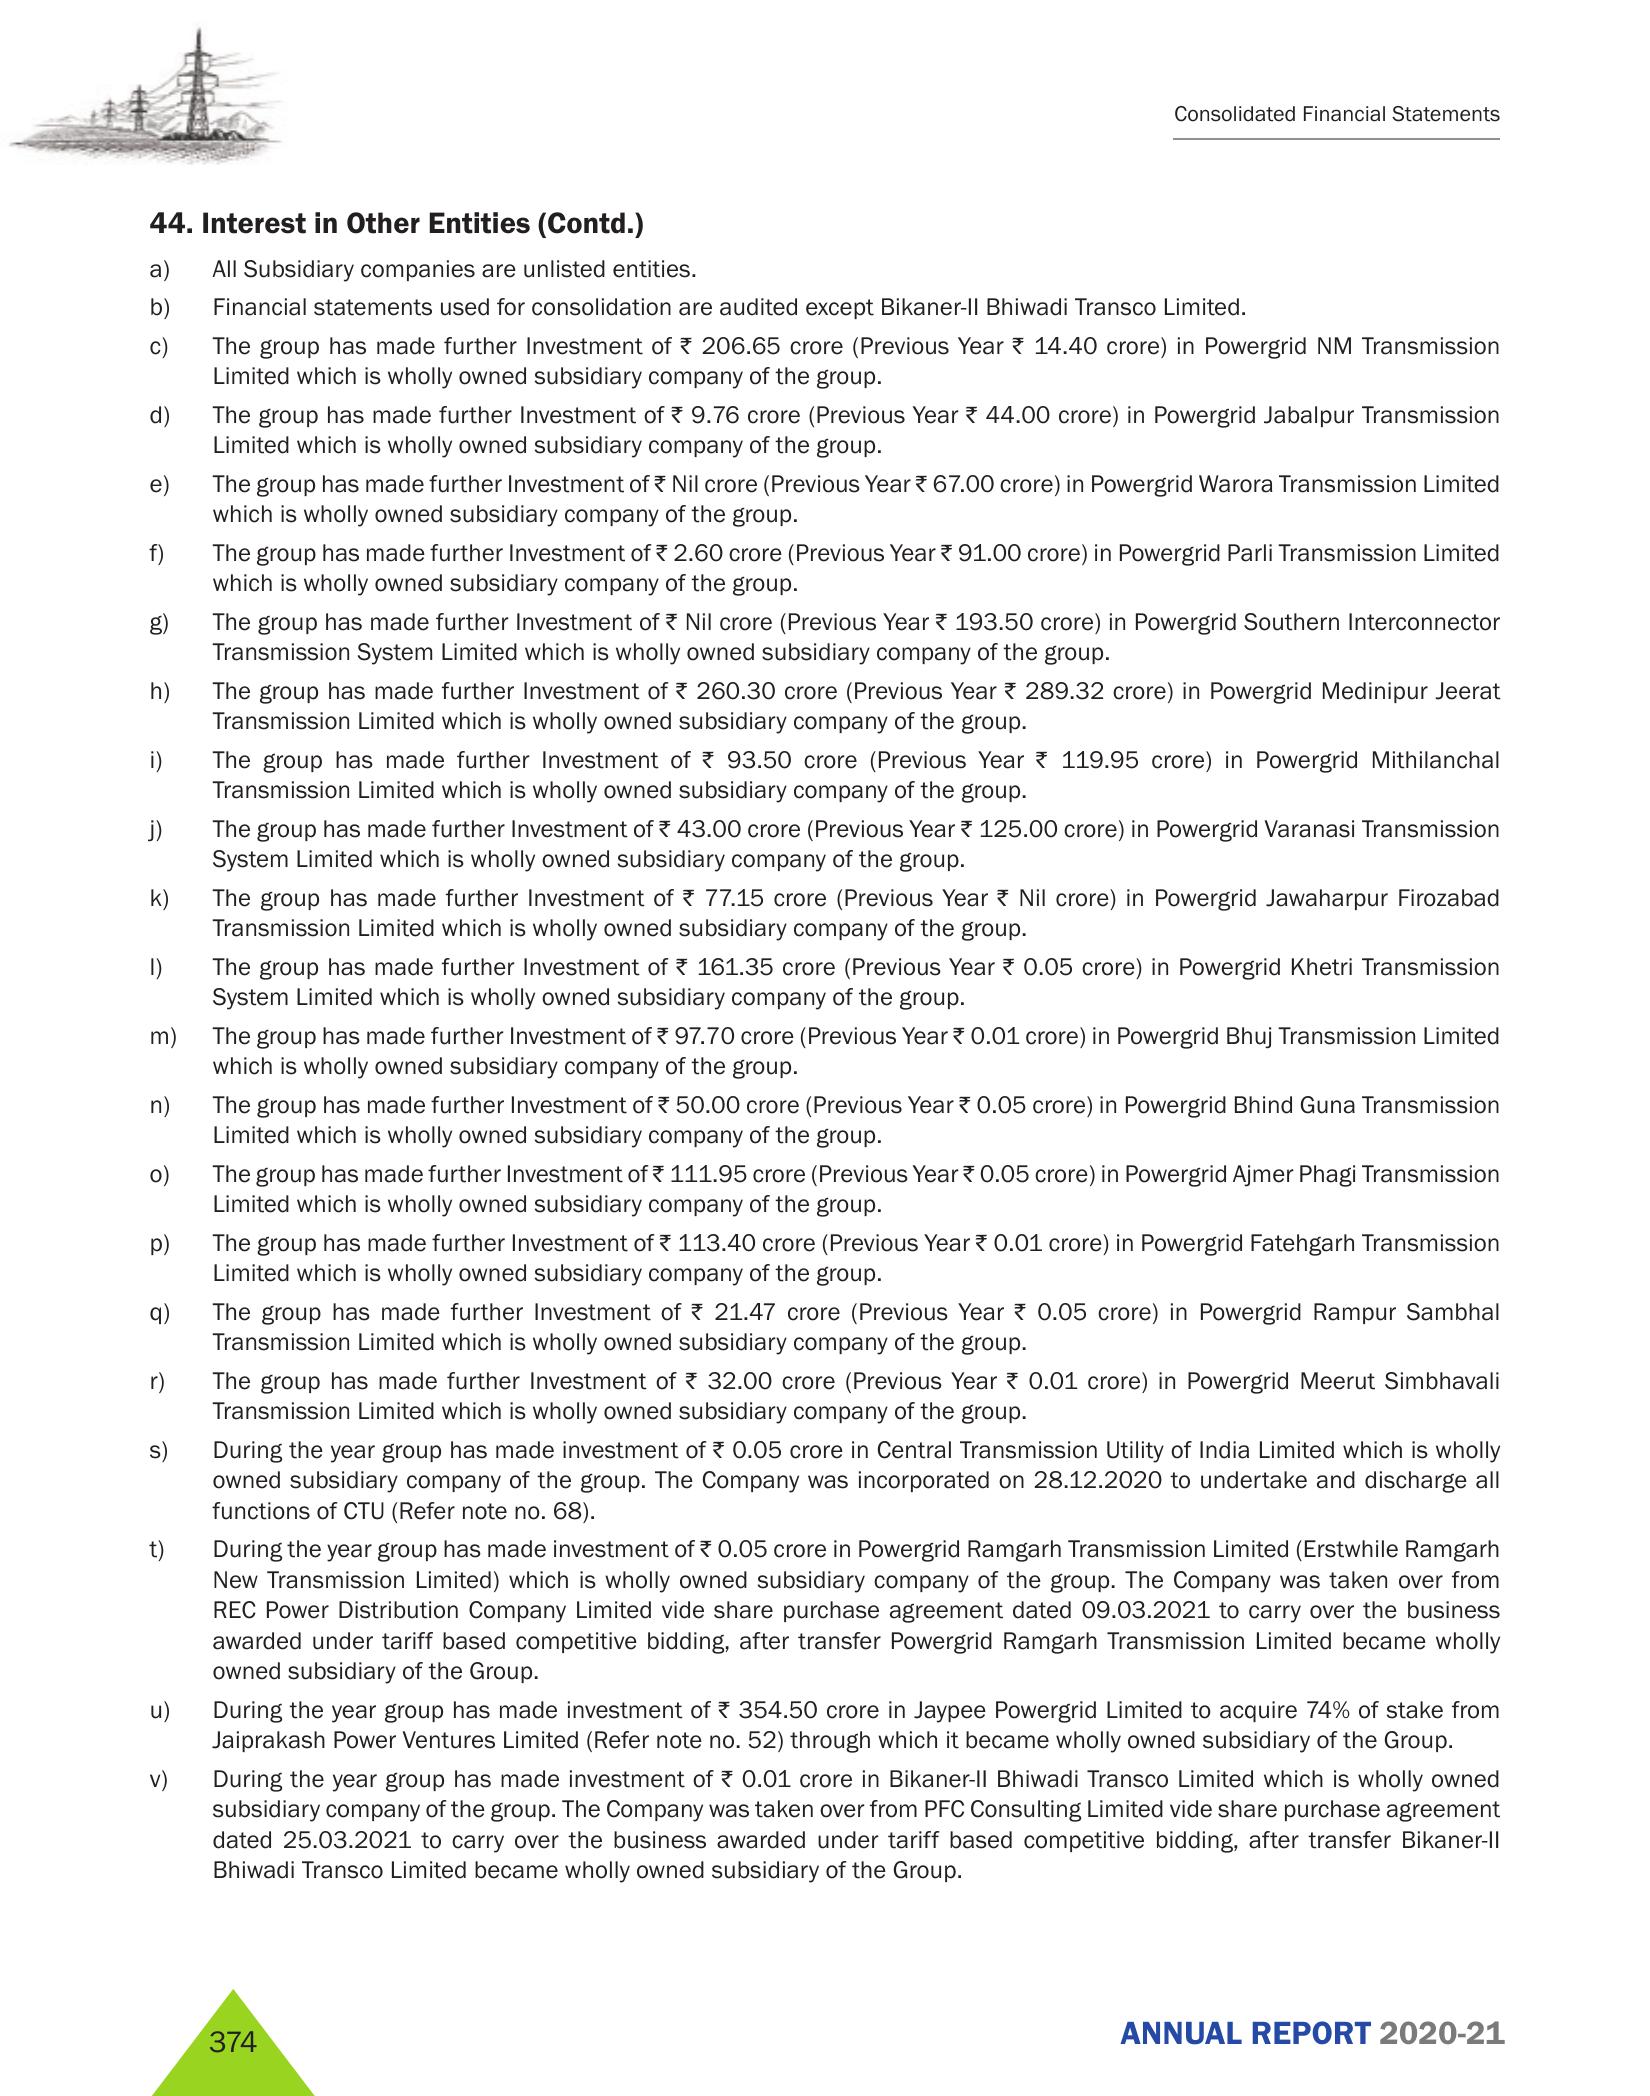 Consolidated Financial Statements
44. Interest in Other Entities (Contd.)
a) All Subsidiary companies are unlisted entities.
b) Financial statements used for consolidation are audited except Bikaner-II Bhiwadi Transco Limited.
c) The group has made further Investment of ₹ 206.65 crore (Previous Year ₹ 14.40 crore) in Powergrid NM Transmission
Limited which is wholly owned subsidiary company of the group.
d) The group has made further Investment of ₹ 9.76 crore (Previous Year ₹ 44.00 crore) in Powergrid Jabalpur Transmission
Limited which is wholly owned subsidiary company of the group.
e) The group has made further Investment of ₹ Nil crore (Previous Year ₹ 67.00 crore) in Powergrid Warora Transmission Limited
which is wholly owned subsidiary company of the group.
f) The group has made further Investment of ₹ 2.60 crore (Previous Year ₹ 91.00 crore) in Powergrid Parli Transmission Limited
which is wholly owned subsidiary company of the group.
g) The group has made further Investment of ₹ Nil crore (Previous Year ₹ 193.50 crore) in Powergrid Southern Interconnector
Transmission System Limited which is wholly owned subsidiary company of the group.
h) The group has made further Investment of ₹ 260.30 crore (Previous Year ₹ 289.32 crore) in Powergrid Medinipur Jeerat
Transmission Limited which is wholly owned subsidiary company of the group.
i) The group has made further Investment of ₹ 93.50 crore (Previous Year ₹ 119.95 crore) in Powergrid Mithilanchal
Transmission Limited which is wholly owned subsidiary company of the group.
j) The group has made further Investment of ₹ 43.00 crore (Previous Year ₹ 125.00 crore) in Powergrid Varanasi Transmission
System Limited which is wholly owned subsidiary company of the group.
k) The group has made further Investment of ₹ 77.15 crore (Previous Year ₹ Nil crore) in Powergrid Jawaharpur Firozabad
Transmission Limited which is wholly owned subsidiary company of the group.
l) The group has made further Investment of ₹ 161.35 crore (Previous Year ₹ 0.05 crore) in Powergrid Khetri Transmission
System Limited which is wholly owned subsidiary company of the group.
m) The group has made further Investment of ₹ 97.70 crore (Previous Year ₹ 0.01 crore) in Powergrid Bhuj Transmission Limited
which is wholly owned subsidiary company of the group.
n) The group has made further Investment of ₹ 50.00 crore (Previous Year ₹ 0.05 crore) in Powergrid Bhind Guna Transmission
Limited which is wholly owned subsidiary company of the group.
o) The group has made further Investment of ₹ 111.95 crore (Previous Year ₹ 0.05 crore) in Powergrid Ajmer Phagi Transmission
Limited which is wholly owned subsidiary company of the group.
p) The group has made further Investment of ₹ 113.40 crore (Previous Year ₹ 0.01 crore) in Powergrid Fatehgarh Transmission
Limited which is wholly owned subsidiary company of the group.
q) The group has made further Investment of ₹ 21.47 crore (Previous Year ₹ 0.05 crore) in Powergrid Rampur Sambhal
Transmission Limited which is wholly owned subsidiary company of the group.
r) The group has made further Investment of ₹ 32.00 crore (Previous Year ₹ 0.01 crore) in Powergrid Meerut Simbhavali
Transmission Limited which is wholly owned subsidiary company of the group.
s) During the year group has made investment of ₹ 0.05 crore in Central Transmission Utility of India Limited which is wholly
owned subsidiary company of the group. The Company was incorporated on 28.12.2020 to undertake and discharge all
functions of CTU (Refer note no. 68).
t) During the year group has made investment of ₹ 0.05 crore in Powergrid Ramgarh Transmission Limited (Erstwhile Ramgarh
New Transmission Limited) which is wholly owned subsidiary company of the group. The Company was taken over from
REC Power Distribution Company Limited vide share purchase agreement dated 09.03.2021 to carry over the business
awarded under tariff based competitive bidding, after transfer Powergrid Ramgarh Transmission Limited became wholly
owned subsidiary of the Group.
u) During the year group has made investment of ₹ 354.50 crore in Jaypee Powergrid Limited to acquire 74% of stake from
Jaiprakash Power Ventures Limited (Refer note no. 52) through which it became wholly owned subsidiary of the Group.
v) During the year group has made investment of ₹ 0.01 crore in Bikaner-II Bhiwadi Transco Limited which is wholly owned
subsidiary company of the group. The Company was taken over from PFC Consulting Limited vide share purchase agreement
dated 25.03.2021 to carry over the business awarded under tariff based competitive bidding, after transfer Bikaner-II
Bhiwadi Transco Limited became wholly owned subsidiary of the Group.
374
ANNUAL REPORT 2020-21